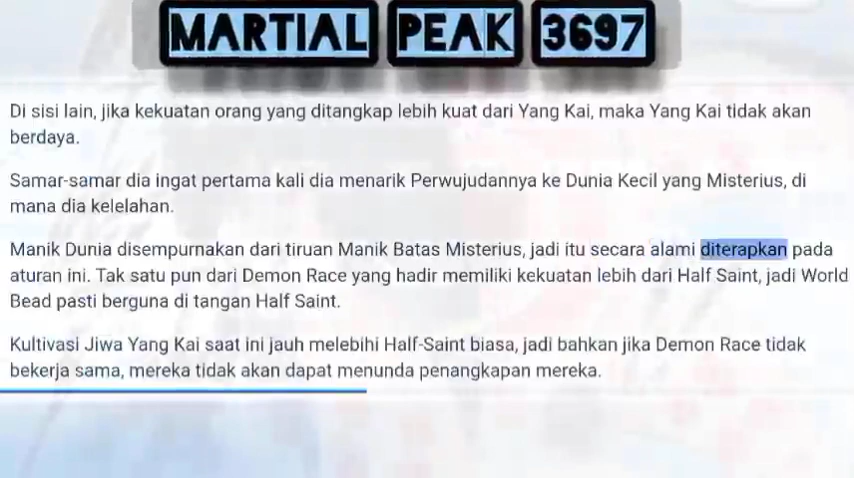 MARTIAL PEAK 3697
Di sisi lain, jika kekuatan orang yang ditangkap lebih kuat dari Yang Kai, maka Yang Kai tidak akan
berdaya.
Samar-samar dia ingat pertama kali dia menarik Perwujudannya ke Dunia Kecil yang Misterius, di
mana dia kelelahan.
Manik Dunia disempurnakan dari tiruan Manik Batas Misterius, jadi itu secara alami diterapkan pada
aturan ini. Tak satu pun dari Demon Race yang hadir memiliki kekuatan lebih dari Half Saint, jadi World
Bead pasti berguna di tangan Half Saint.
Kultivasi Jiwa Yang Kai saat ini jauh melebihi Half-Saint biasa, jadi bahkan jika Demon Race tidak
bekerja sama, mereka tidak akan dapat menunda penangkapan mereka.